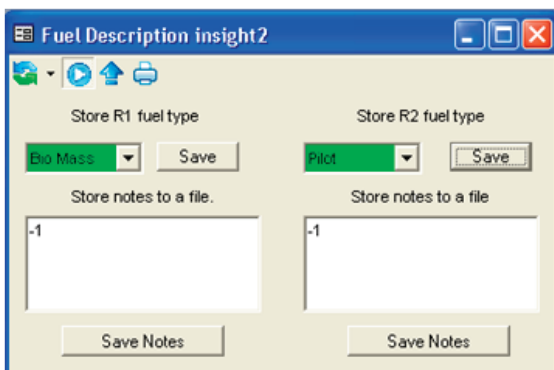 Fuel Description insight2
Store R1 fuel type
Store R2 fuel type
Bio Mass
Save
Pilot
Save
Store notes to a file.
Store notes to a file
-1
-1
Save Notes
Save Notes